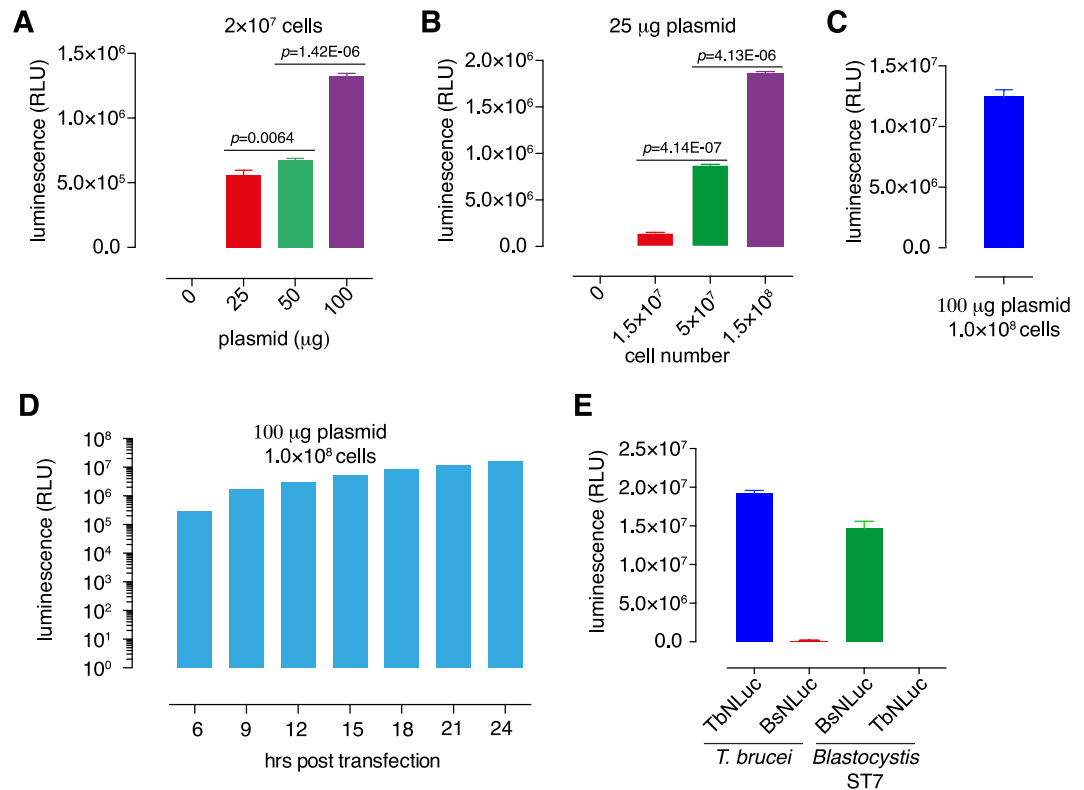 A
2×10⁷ cells
luminescence (RLU)
1.5×10⁶
1.0×10⁶
5.0×10⁵
0.0
p=0.0064
p=1.42E-06
0
25
50
100
plasmid (μg)
B
25 μg plasmid
luminescence (RLU)
2.0×10⁶
1.5×10⁶
1.0×10⁶
5.0×10⁶
0.0
p=4.14E-07
p=4.13E-06
0
1.5×10⁷
5×10⁷
1.5×10⁸
cell number
C
luminescence (RLU)
1.5×10⁷
1.0×10⁷
5.0×10⁶
0.0
100 μg plasmid
1.0×10⁸ cells
D
100 μg plasmid
1.0×10⁸ cells
luminescence (RLU)
10⁸
10⁷
10⁶
10⁵
10⁴
10³
10²
10¹
10⁰
6
9
12
15
18
21
24
hrs post transfection
E
luminescence (RLU)
2.5×10⁷
2.0×10⁷
1.5×10⁷
1.0×10⁷
5.0×10⁶
0.0
TbNLuc
BsNLuc
BsNLuc
TbNLuc
T. brucei
Blastocystis
ST7